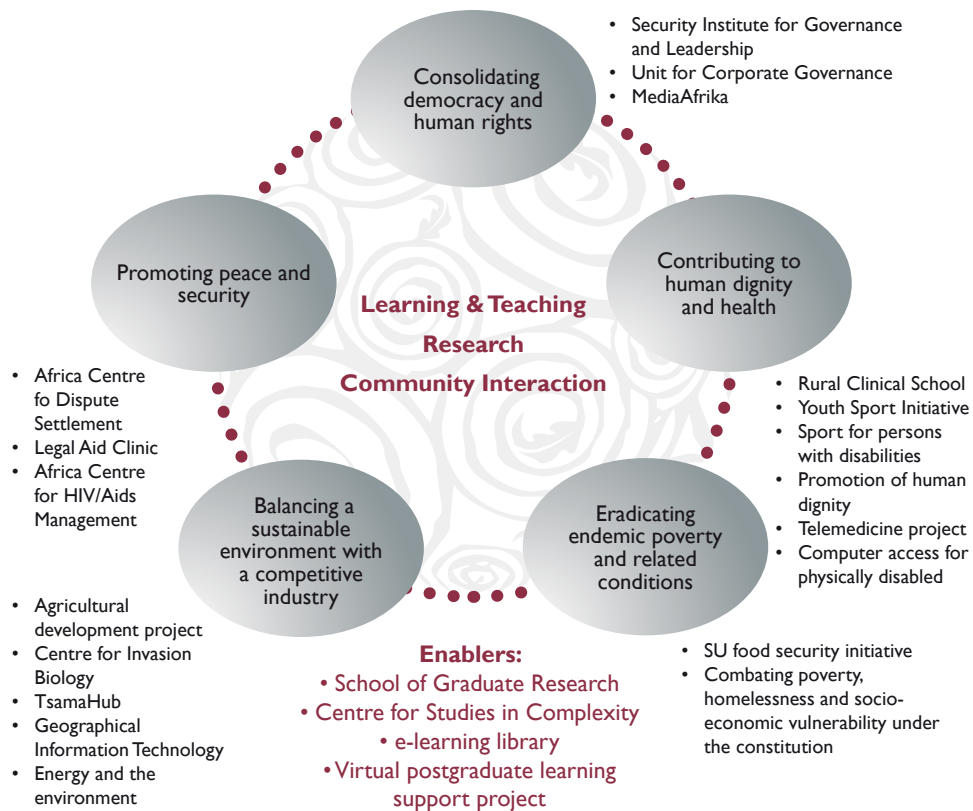 Consolidating
democracy and
human rights
• Security Institute for Governance
and Leadership
• Unit for Corporate Governance
• MediaAfrika
Promoting peace and
security
Contributing to
human dignity
and health
Learning & Teaching
Research
Community Interaction
• Africa Centre
fo Dispute
Settlement
• Legal Aid Clinic
• Africa Centre
for HIV/Aids
Management
• Rural Clinical School
• Youth Sport Initiative
• Sport for persons
with disabilities
• Promotion of human
dignity
• Telemedicine project
• Computer access for
physically disabled
Balancing a
sustainable
environment with
a competitive
industry
Eradicating
endemic poverty
and related
conditions
• Agricultural
development project
• Centre for Invasion
Biology
• TsamaHub
• Geographical
Information Technology
• Energy and the
environment
Enablers:
• School of Graduate Research
• Centre for Studies in Complexity
• e-learning library
• Virtual postgraduate learning
support project
• SU food security initiative
• Combating poverty,
homelessness and socio-
economic vulnerability under
the constitution